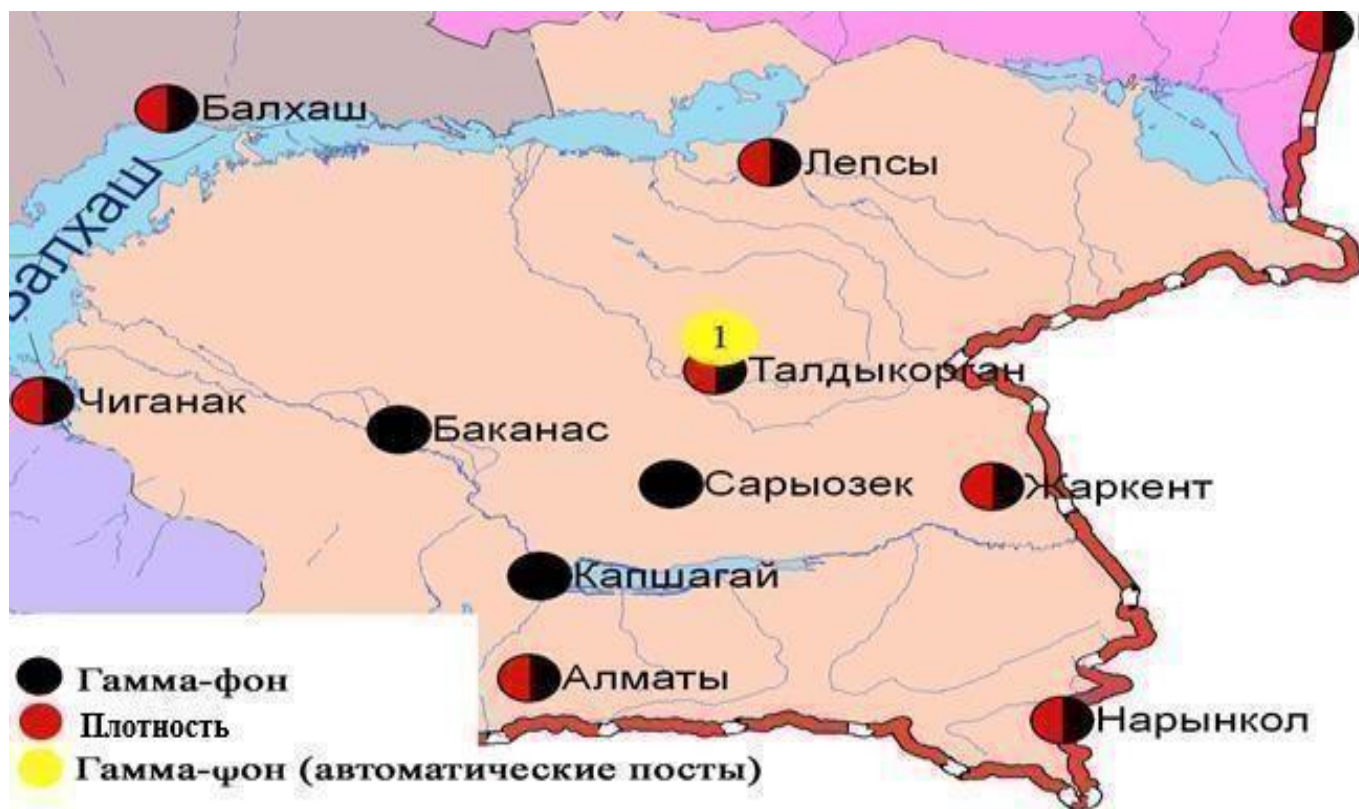 Балхаш
Лепсы
Балхаш
1
Талдыкорган
Чиганак
Баканас
Сарыозек
Жаркент
Капшагай
Алматы
Нарынкол
Гамма-фон
Плотность
Гамма-фон (автоматические посты)